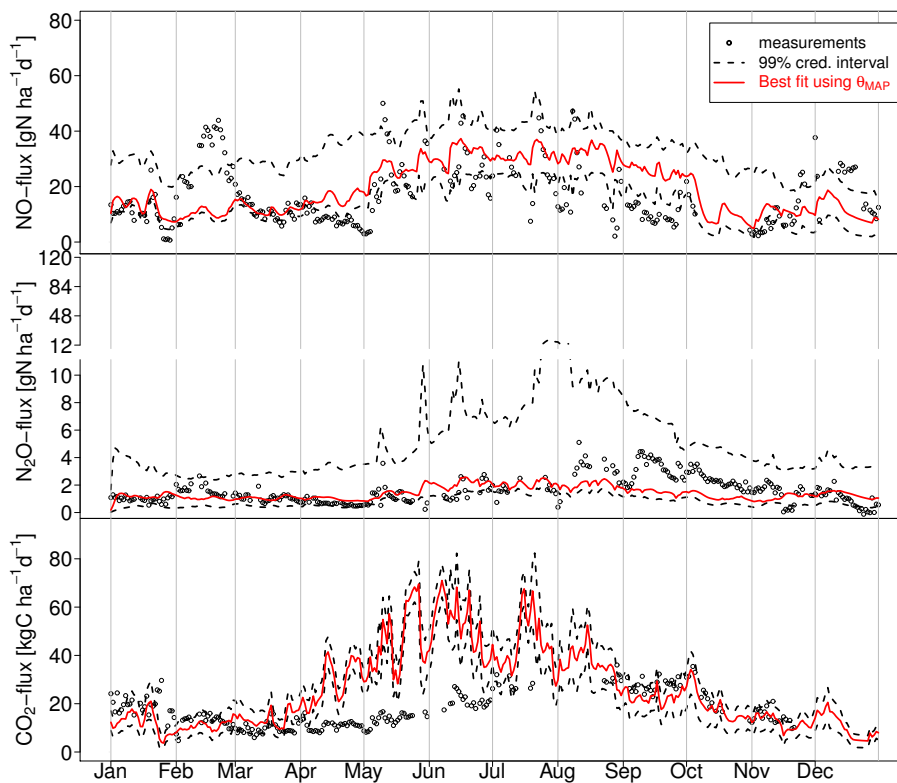 NO−flux [gN ha⁻¹d⁻¹]
80
60
40
20
0
measurements
99% cred. interval
Best fit using θMAP
N₂O−flux [gN ha⁻¹d⁻¹]
120
84
48
12
10
8
6
4
2
0
CO₂−flux [kgC ha⁻¹d⁻¹]
80
60
40
20
0
Jan Feb Mar Apr May Jun Jul Aug Sep Oct Nov Dec